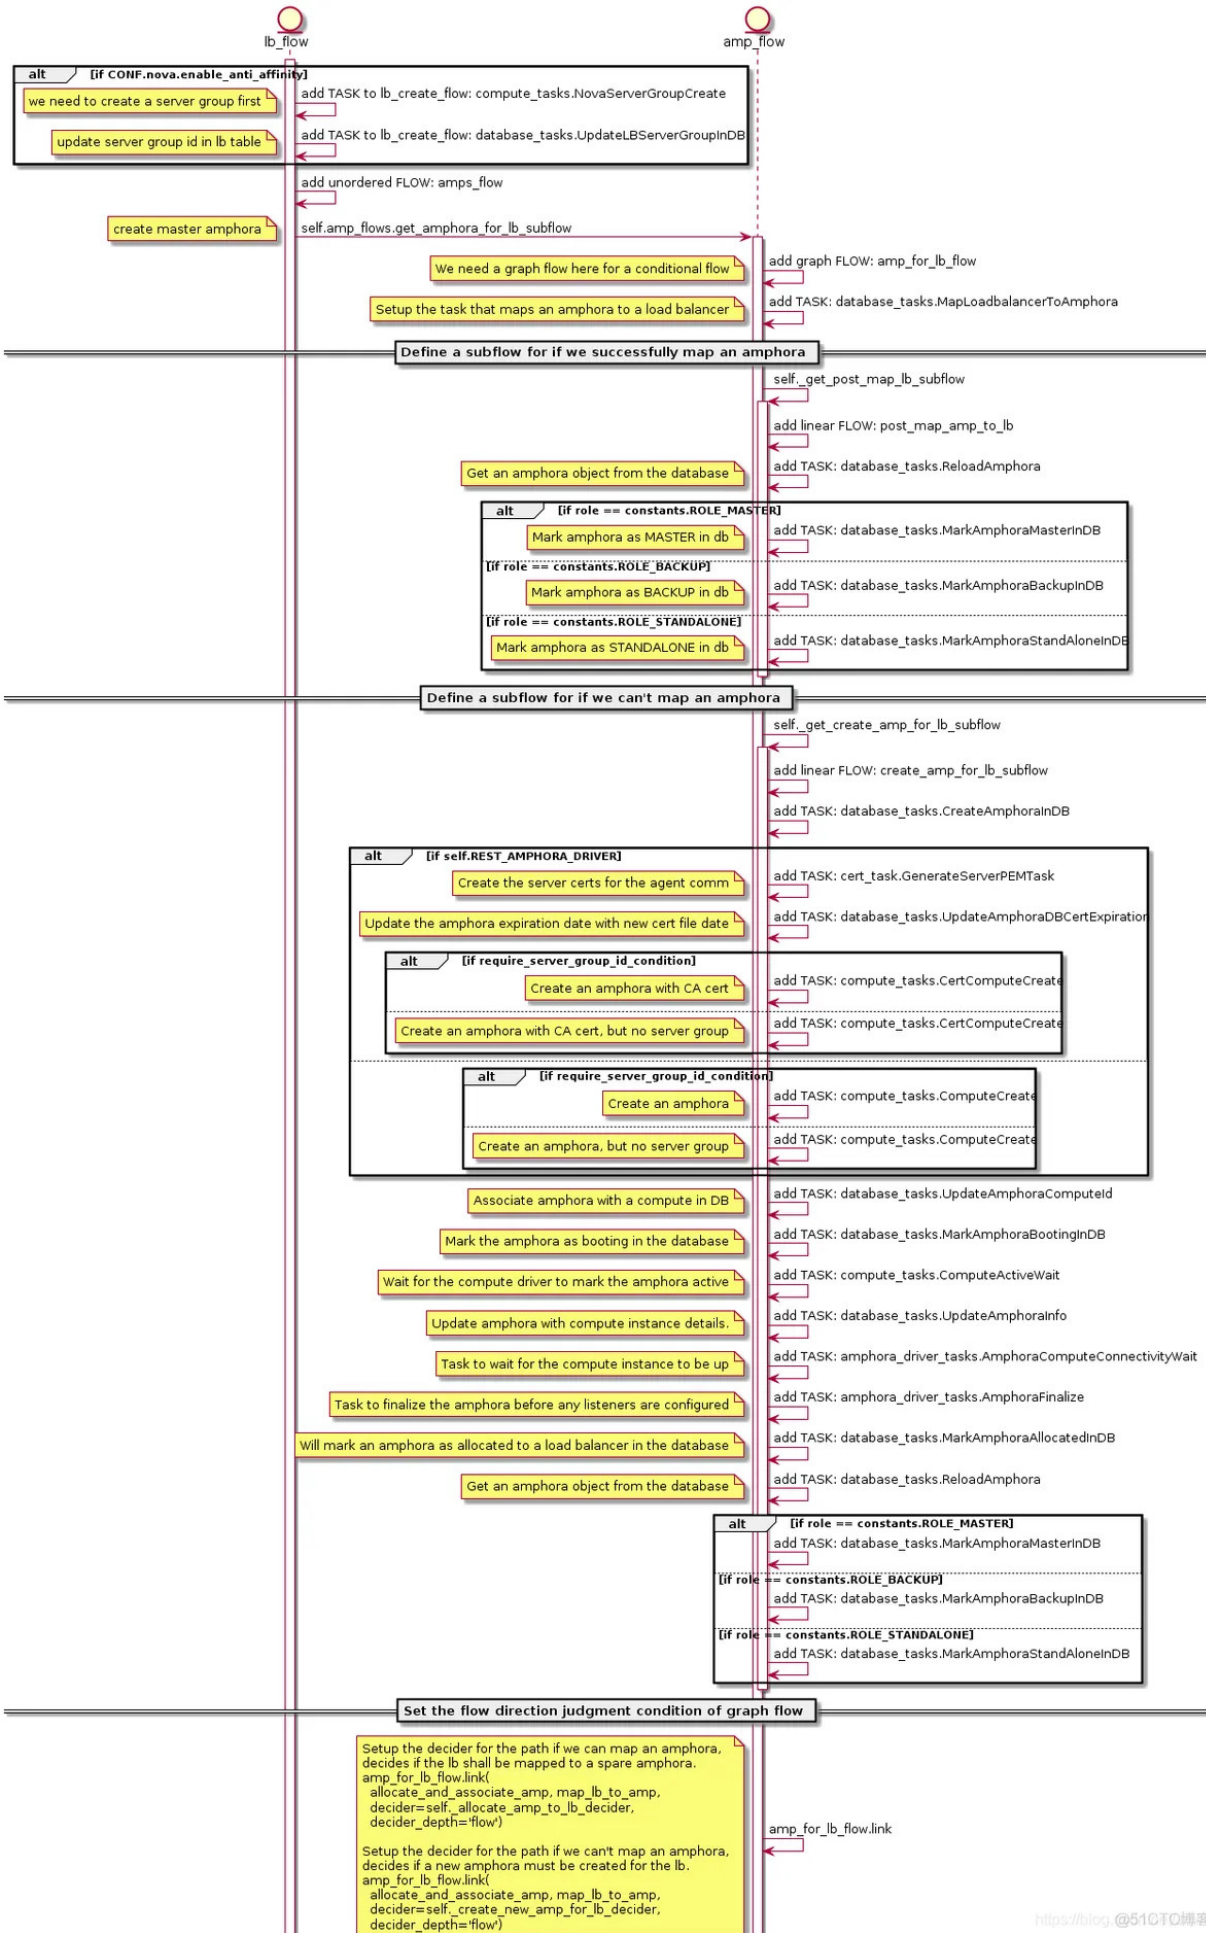 lb_flow
amp_flow
alt
[if CONF.nova.enable_anti_affinity]
we need to create a server group first
add TASK to lb_create_flow: compute_tasks.NovaServerGroupCreate
update server group id in lb table
add TASK to lb_create_flow: database_tasks.UpdateLBServerGroupInDB
add unordered FLOW: amps_flow
create master amphora
self.amp_flows.get_amphora_for_lb_subflow
We need a graph flow here for a conditional flow
add graph FLOW: amp_for_lb_flow
Setup the task that maps an amphora to a load balancer
add TASK: database_tasks.MapLoadbalancerToAmphora
Define a subflow for if we successfully map an amphora
self._get_post_map_lb_subflow
add linear FLOW: post_map_amp_to_lb
Get an amphora object from the database
add TASK: database_tasks.ReloadAmphora
alt
[if role == constants.ROLE_MASTER]
Mark amphora as MASTER in db
add TASK: database_tasks.MarkAmphoraMasterInDB
[if role == constants.ROLE_BACKUP]
Mark amphora as BACKUP in db
add TASK: database_tasks.MarkAmphoraBackupInDB
[if role == constants.ROLE_STANDALONE]
Mark amphora as STANDALONE in db
add TASK: database_tasks.MarkAmphoraStandAloneInDB
Define a subflow for if we can't map an amphora
self._get_create_amp_for_lb_subflow
add linear FLOW: create_amp_for_lb_subflow
add TASK: database_tasks.CreateAmphoraInDB
alt
[if self.REST_AMPHORA_DRIVER]
Create the server certs for the agent comm
add TASK: cert_task.GenerateServerPEMTask
Update the amphora expiration date with new cert file date
add TASK: database_tasks.UpdateAmphoraDBCertExpiration
alt
[if require_server_group_id_condition]
Create an amphora with CA cert
add TASK: compute_tasks.CertComputeCreate
Create an amphora with CA cert, but no server group
add TASK: compute_tasks.CertComputeCreate
alt
[if require_server_group_id_condition]
Create an amphora
add TASK: compute_tasks.ComputeCreate
Create an amphora, but no server group
add TASK: compute_tasks.ComputeCreate
Associate amphora with a compute in DB
add TASK: database_tasks.UpdateAmphoraComputeId
Mark the amphora as booting in the database
add TASK: database_tasks.MarkAmphoraBootingInDB
Wait for the compute driver to mark the amphora active
add TASK: compute_tasks.ComputeActiveWait
Update amphora with compute instance details.
add TASK: database_tasks.UpdateAmphoraInfo
Task to wait for the compute instance to be up
add TASK: amphora_driver_tasks.AmphoraComputeConnectivityWait
Task to finalize the amphora before any listeners are configured
add TASK: amphora_driver_tasks.AmphoraFinalize
Will mark an amphora as allocated to a load balancer in the database
add TASK: database_tasks.MarkAmphoraAllocatedInDB
Get an amphora object from the database
add TASK: database_tasks.ReloadAmphora
alt
[if role == constants.ROLE_MASTER]
add TASK: database_tasks.MarkAmphoraMasterInDB
[if role == constants.ROLE_BACKUP]
add TASK: database_tasks.MarkAmphoraBackupInDB
[if role == constants.ROLE_STANDALONE]
add TASK: database_tasks.MarkAmphoraStandAloneInDB
Set the flow direction judgment condition of graph flow
Setup the decider for the path if we can map an amphora,
decides if the lb shall be mapped to a spare amphora.
amp_for_lb_flow.link(
allocate_and_associate_amp, map_lb_to_amp,
decider=self._allocate_amp_to_lb_decider,
decider_depth='flow')
amp_for_lb_flow.link
Setup the decider for the path if we can't map an amphora,
decides if a new amphora must be created for the lb.
amp_for_lb_flow.link(
allocate_and_associate_amp, map_lb_to_amp,
decider=self._create_new_amp_for_lb_decider,
decider_depth='flow')
https://blog. @51CTO博客